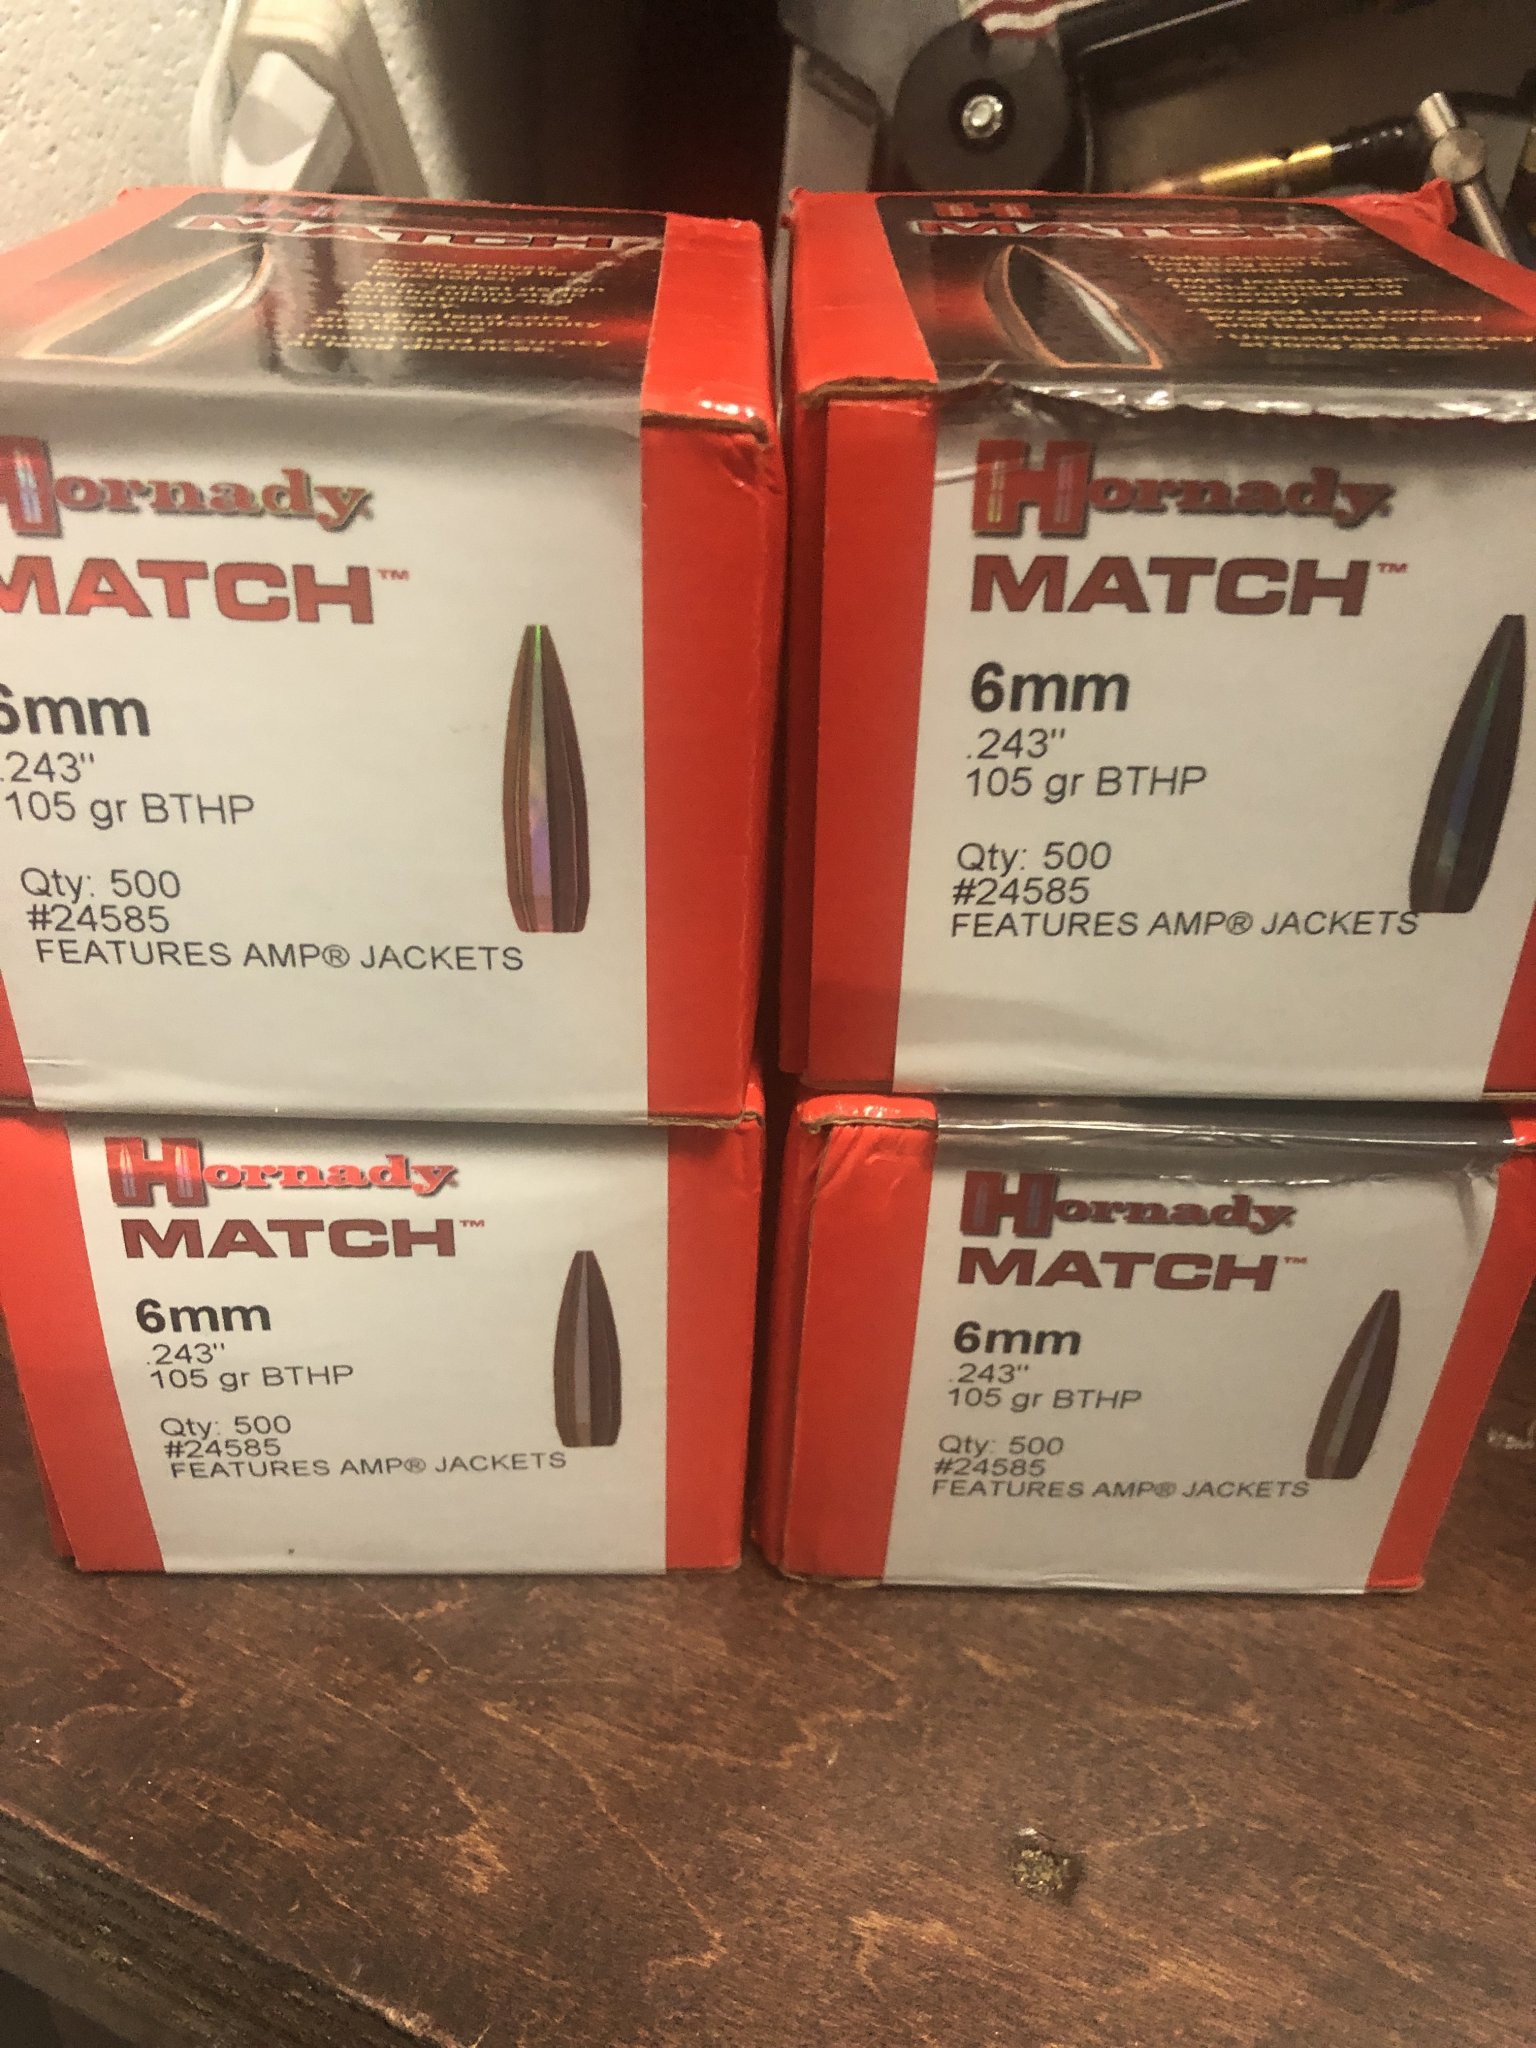 MATCH
MATCH
Hornady
MATCH™
6mm
.243"
105 gr BTHP
Qty: 500
#24585
FEATURES AMP® JACKETS
Hornady
MATCH™
6mm
.243"
105 gr BTHP
Qty: 500
#24585
FEATURES AMP® JACKETS
Hornady
MATCH™
6mm
.243"
105 gr BTHP
Qty: 500
#24585
FEATURES AMP® JACKETS
Hornady
MATCH™
6mm
.243"
105 gr BTHP
Qty: 500
#24585
FEATURES AMP® JACKETS